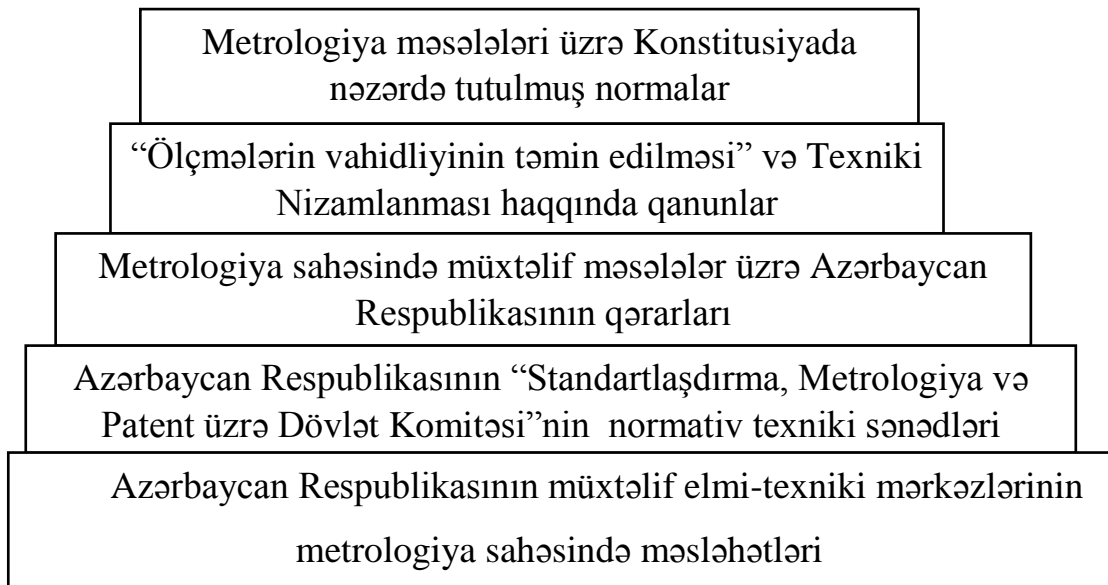 Metrologiya məsələləri üzrə Konstitusiyada
nəzərdə tutulmuş normalar
“Ölçmələrin vahidliyinin təmin edilməsi” və Texniki
Nizamlanması haqqında qanunlar
Metrologiya sahəsində müxtəlif məsələlər üzrə Azərbaycan
Respublikasının qərarları
Azərbaycan Respublikasının “Standartlaşdırma, Metrologiya və
Patent üzrə Dövlət Komitəsi”nin normativ texniki sənədləri
Azərbaycan Respublikasının müxtəlif elmi-texniki mərkəzlərinin
metrologiya sahəsində məsləhətləri